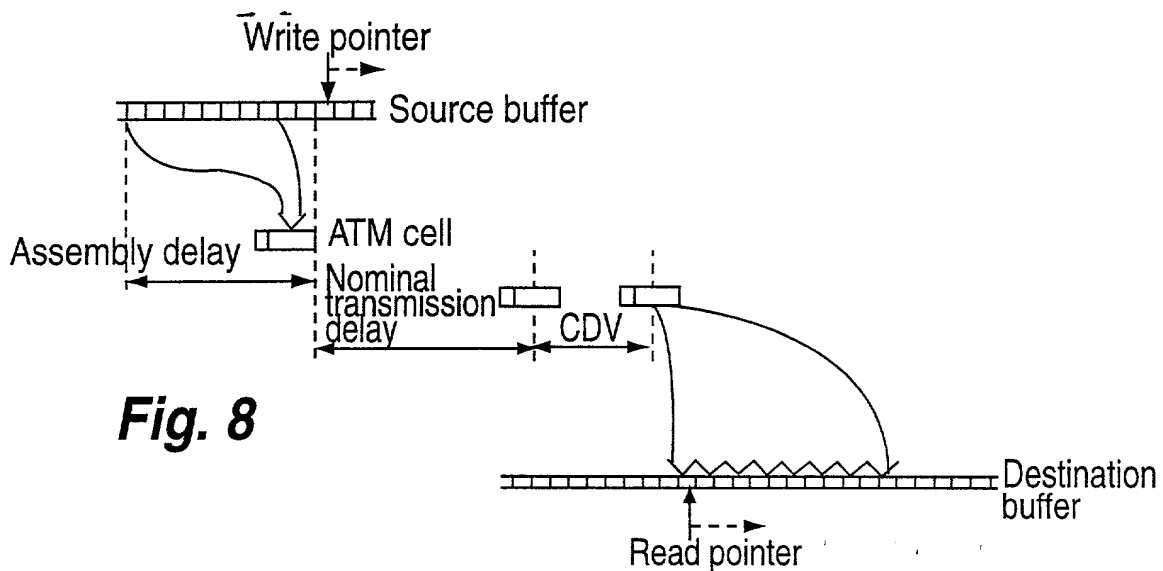 Write pointer
Source buffer
ATM cell
Assembly delay
Nominal
transmission
delay
CDV
Fig. 8
Destination
buffer
Read pointer